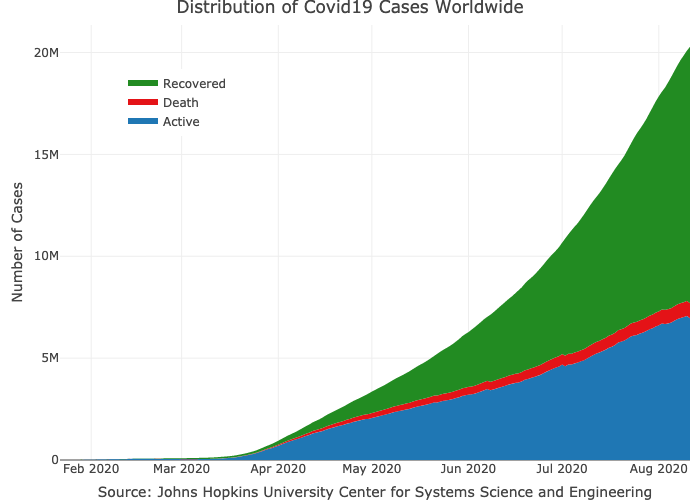 Distribution of Covid19 Cases Worldwide
20M
15M
10M
5M
0
Number of Cases
Recovered
Death
Active
Feb 2020 Mar 2020 Apr 2020 May 2020 Jun 2020 Jul 2020 Aug 2020
Source: Johns Hopkins University Center for Systems Science and Engineering